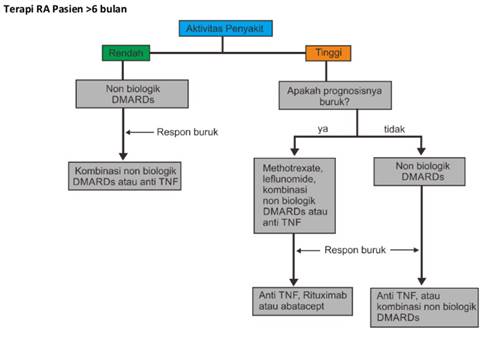 Terapi RA Pasien >6 bulan
Aktivitas Penyakit
Rendah
Tinggi
Non biologik
DMARDs
Apakah prognosisnya
buruk?
Respon buruk
ya
tidak
Kombinasi non biologik
DMARDs atau anti TNF
Methotrexate,
leflunomide,
kombinasi
non biologik
DMARDs atau
anti TNF
Non biologik
DMARDs
Respon buruk
Anti TNF, Rituximab
atau abatacept
Anti TNF, atau
kombinasi non biologik
DMARDs